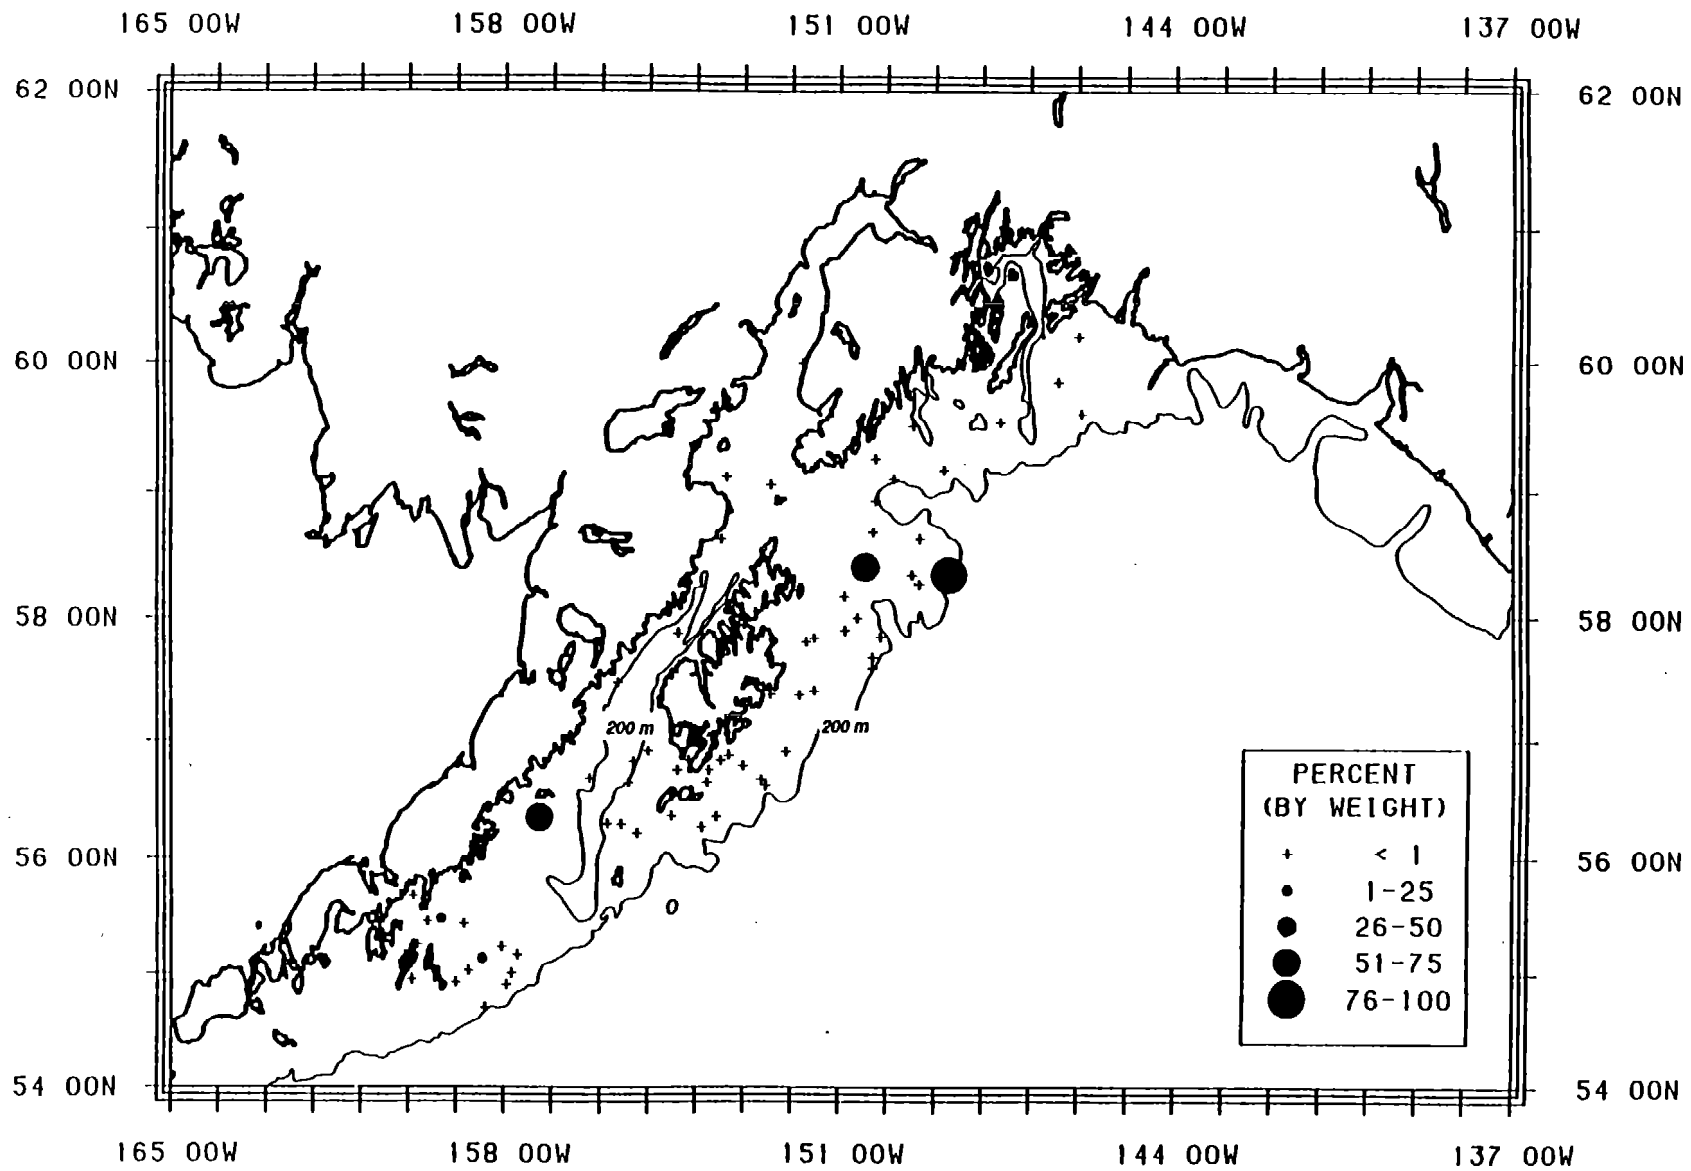 165 00W 158 00W 151 00W 144 00W 137 00W
62 00N 62 00N
60 00N 60 00N
58 00N 58 00N
200 m 200 m
PERCENT
(BY WEIGHT)
+ < 1
1-25
26-50
51-75
76-100
56 00N 56 00N
54 00N 54 00N
165 00W 158 00W 151 00W 144 00W 137 00W